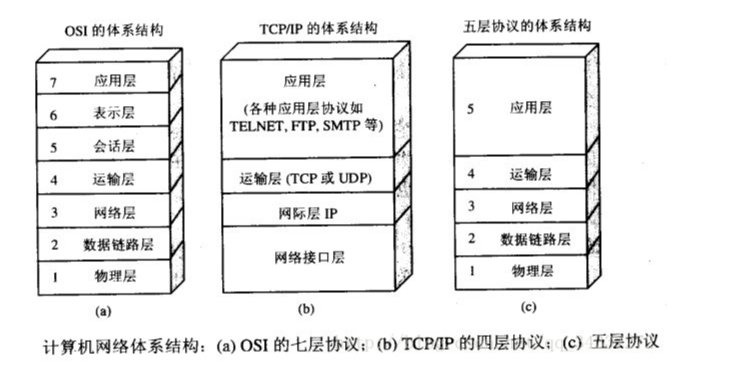 OSI 的体系结构
7 应用层
6 表示层
5 会话层
4 运输层
3 网络层
2 数据链路层
1 物理层
(a)
TCP/IP 的体系结构
应用层
(各种应用层协议如
TELNET, FTP, SMTP 等)
运输层 (TCP 或 UDP)
网际层 IP
网络接口层
(b)
五层协议的体系结构
5 应用层
4 运输层
3 网络层
2 数据链路层
1 物理层
(c)
计算机网络体系结构：(a) OSI 的七层协议；(b) TCP/IP 的四层协议；(c) 五层协议